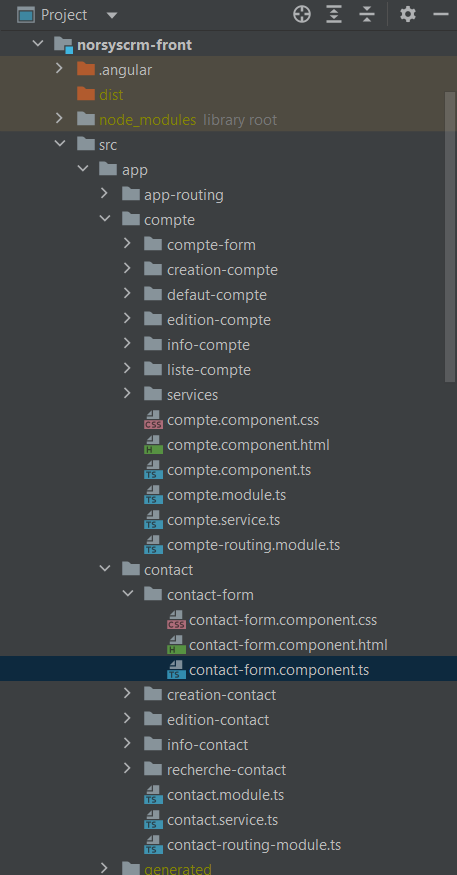 Project
norsyscrm-front
.angular
dist
node_modules library root
src
app
app-routing
compte
compte-form
creation-compte
defaut-compte
edition-compte
info-compte
liste-compte
services
CSS compte.component.css
H compte.component.html
TS compte.component.ts
TS compte.module.ts
TS compte.service.ts
TS compte-routing.module.ts
contact
contact-form
CSS contact-form.component.css
H contact-form.component.html
TS contact-form.component.ts
creation-contact
edition-contact
info-contact
recherche-contact
TS contact.module.ts
TS contact.service.ts
TS contact-routing-module.ts
generated